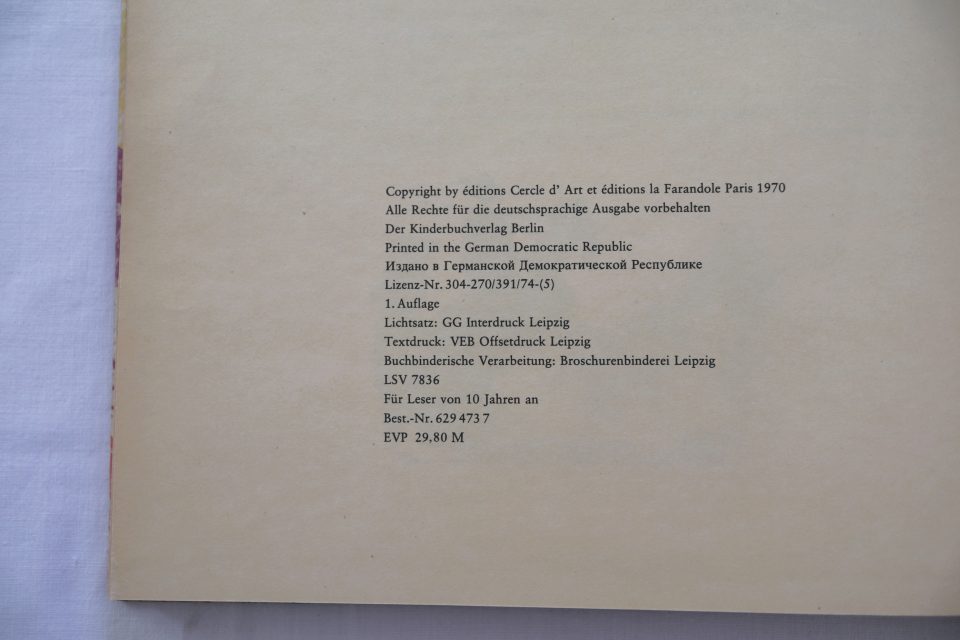 Copyright by éditions Cercle d' Art et éditions la Farandole Paris 1970
Alle Rechte für die deutschsprachige Ausgabe vorbehalten
Der Kinderbuchverlag Berlin
Printed in the German Democratic Republic
Издано в Германской Демократической Республике
Lizenz-Nr. 304-270/391/74-(5)
1. Auflage
Lichtsatz: GG Interdruck Leipzig
Textdruck: VEB Offsetdruck Leipzig
Buchbinderische Verarbeitung: Broschurenbinderei Leipzig
LSV 7836
Für Leser von 10 Jahren an
Best.-Nr. 629 473 7
EVP 29,80 M